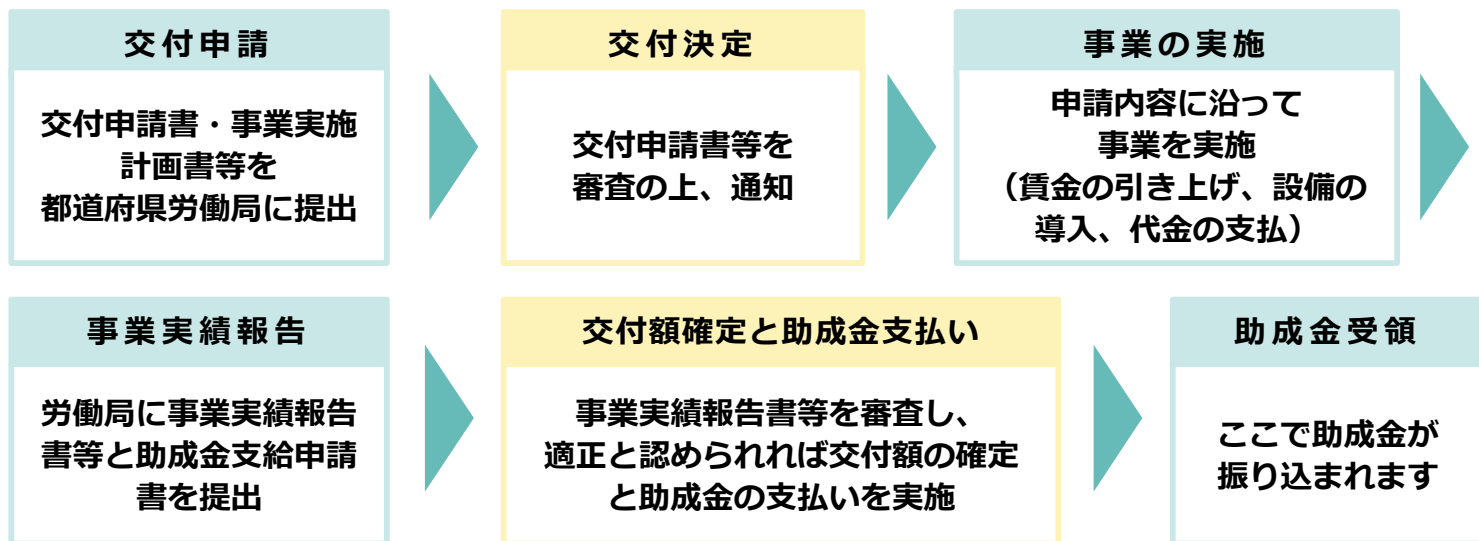 交付申請
交付申請書・事業実施
計画書等を
都道府県労働局に提出
交付決定
交付申請書等を
審査の上、通知
事業の実施
申請内容に沿って
事業を実施
（賃金の引き上げ、設備の
導入、代金の支払）
事業実績報告
労働局に事業実績報告
書等と助成金支給申請
書を提出
交付額確定と助成金支払い
事業実績報告書等を審査し、
適正と認められれば交付額の確定
と助成金の支払いを実施
助成金受領
ここで助成金が
振り込まれます